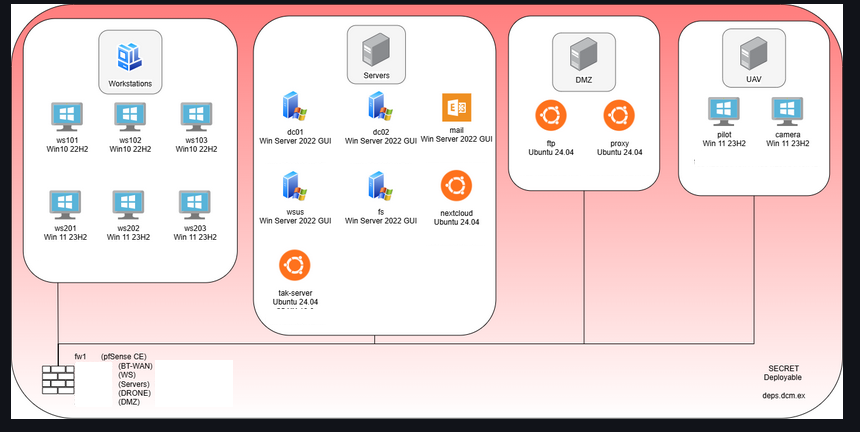 Workstations
ws101
Win10 22H2
ws102
Win10 22H2
ws103
Win10 22H2
ws201
Win 11 23H2
ws202
Win 11 23H2
ws203
Win 11 23H2
Servers
dc01
Win Server 2022 GUI
dc02
Win Server 2022 GUI
mail
Win Server 2022 GUI
wsus
Win Server 2022 GUI
fs
Win Server 2022 GUI
nextcloud
Ubuntu 24.04
tak-server
Ubuntu 24.04
DMZ
ftp
Ubuntu 24.04
proxy
Ubuntu 24.04
UAV
pilot
Win 11 23H2
camera
Win 11 23H2
fw1 (pfSense CE)
(BT-WAN)
(WS)
(Servers)
(DRONE)
(DMZ)
SECRET
Deployable
deps.dcm.ex